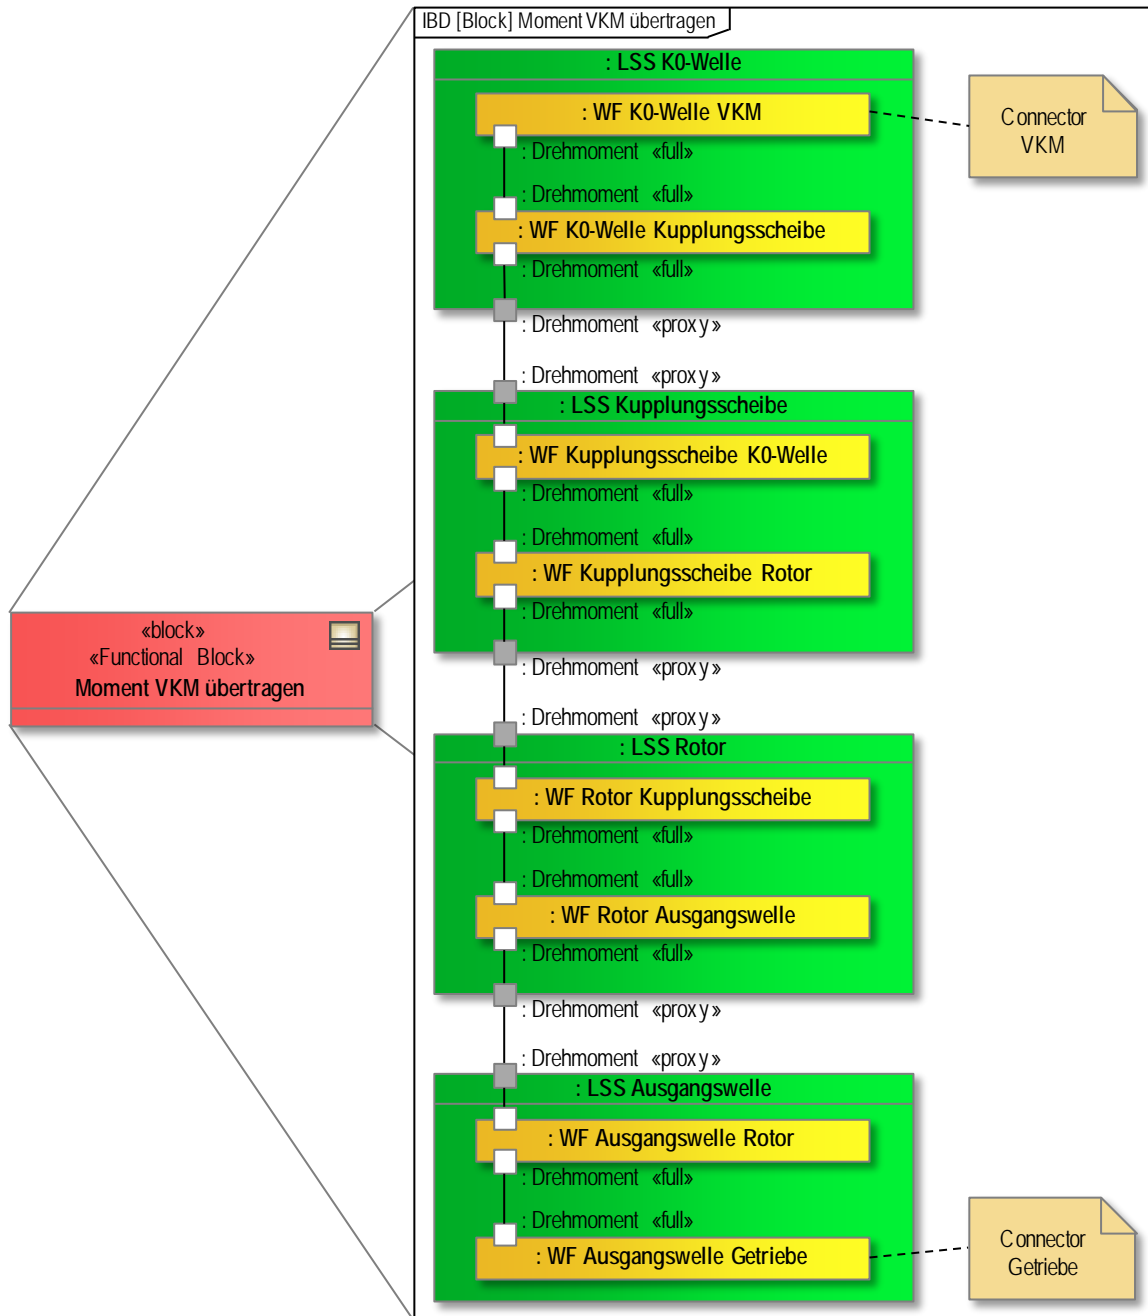 IBD [Block] Moment VKM übertragen
: LSS K0-Welle
: WF K0-Welle VKM
Connector
VKM
: Drehmoment «full»
: Drehmoment «full»
: WF K0-Welle Kupplungsscheibe
: Drehmoment «full»
: Drehmoment «proxy»
: Drehmoment «proxy»
: LSS Kupplungsscheibe
: WF Kupplungsscheibe K0-Welle
: Drehmoment «full»
: Drehmoment «full»
: WF Kupplungsscheibe Rotor
: Drehmoment «full»
«block»
«Functional Block»
Moment VKM übertragen
: Drehmoment «proxy»
: Drehmoment «proxy»
: LSS Rotor
: WF Rotor Kupplungsscheibe
: Drehmoment «full»
: Drehmoment «full»
: WF Rotor Ausgangswelle
: Drehmoment «full»
: Drehmoment «proxy»
: Drehmoment «proxy»
: LSS Ausgangswelle
: WF Ausgangswelle Rotor
: Drehmoment «full»
: Drehmoment «full»
: WF Ausgangswelle Getriebe
Connector
Getriebe